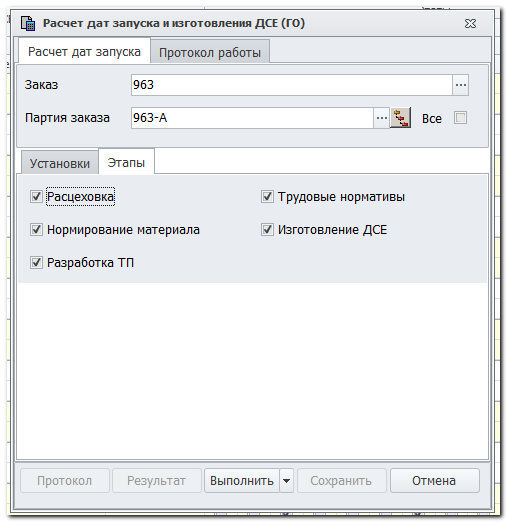 Расчет дат запуска и изготовления ДСЕ (ГО)
Расчет дат запуска Протокол работы
Заказ 963 ...
Партия заказа 963-А ... Все
Установки Этапы
Расцеховка Трудовые нормативы
Нормирование материала Изготовление ДСЕ
Разработка ТП
Протокол Результат Выполнить Сохранить Отмена